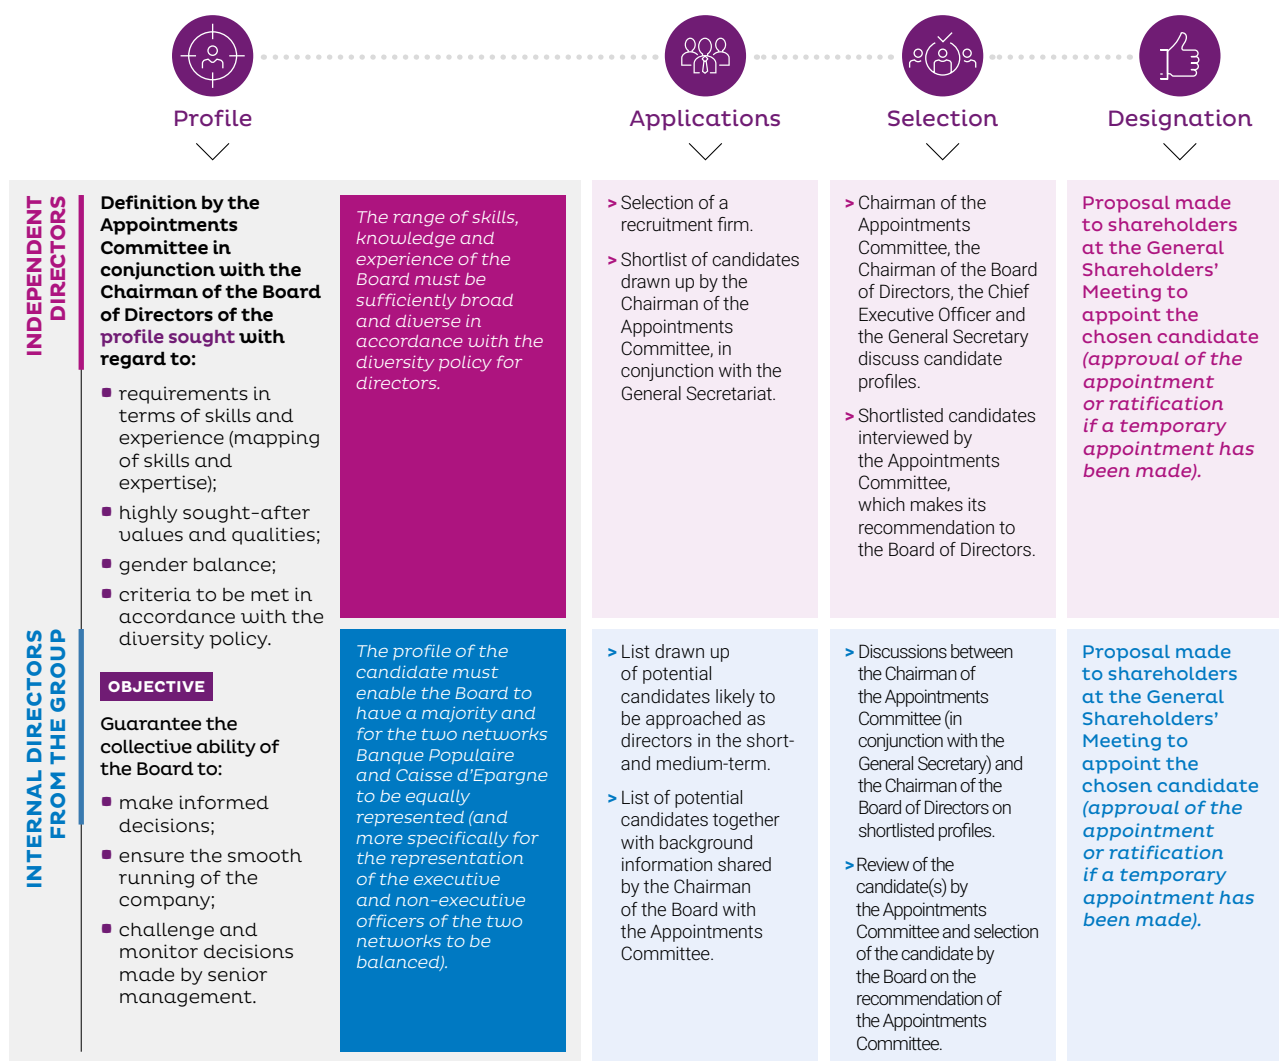 Profile
Applications
Selection
Designation
INDEPENDENT
DIRECTORS
Definition by the
Appointments
Committee in
conjunction with the
Chairman of the Board
of Directors of the
profile sought with
regard to:
requirements in
terms of skills and
experience (mapping
of skills and
expertise);
highly sought-after
values and qualities;
gender balance;
criteria to be met in
accordance with the
diversity policy.
OBJECTIVE
Guarantee the
collective ability of
the Board to:
make informed
decisions;
ensure the smooth
running of the
company;
challenge and
monitor decisions
made by senior
management.
The range of skills,
knowledge and
experience of the
Board must be
sufficiently broad
and diverse in
accordance with the
diversity policy for
directors.
> Selection of a
recruitment firm.
> Shortlist of candidates
drawn up by the
Chairman of the
Appointments
Committee, in
conjunction with the
General Secretariat.
> Chairman of the
Appointments
Committee, the
Chairman of the Board
of Directors, the Chief
Executive Officer and
the General Secretary
discuss candidate
profiles.
> Shortlisted candidates
interviewed by
the Appointments
Committee,
which makes its
recommendation to
the Board of Directors.
Proposal made
to shareholders
at the General
Shareholders'
Meeting to
appoint the
chosen candidate
(approval of the
appointment
or ratification
if a temporary
appointment has
been made).
INTERNAL DIRECTORS
FROM THE GROUP
The profile of the
candidate must
enable the Board to
have a majority and
for the two networks
Banque Populaire
and Caisse d'Epargne
to be equally
represented (and
more specifically for
the representation
of the executive
and non-executive
officers of the two
networks to be
balanced).
> List drawn up
of potential
candidates likely to
be approached as
directors in the short-
and medium-term.
> List of potential
candidates together
with background
information shared
by the Chairman
of the Board with
the Appointments
Committee.
> Discussions between
the Chairman of
the Appointments
Committee (in
conjunction with the
General Secretary) and
the Chairman of the
Board of Directors on
shortlisted profiles.
> Review of the
candidate(s) by
the Appointments
Committee and selection
of the candidate by
the Board on the
recommendation of
the Appointments
Committee.
Proposal made
to shareholders
at the General
Shareholders'
Meeting to
appoint the
chosen candidate
(approval of the
appointment
or ratification
if a temporary
appointment has
been made).